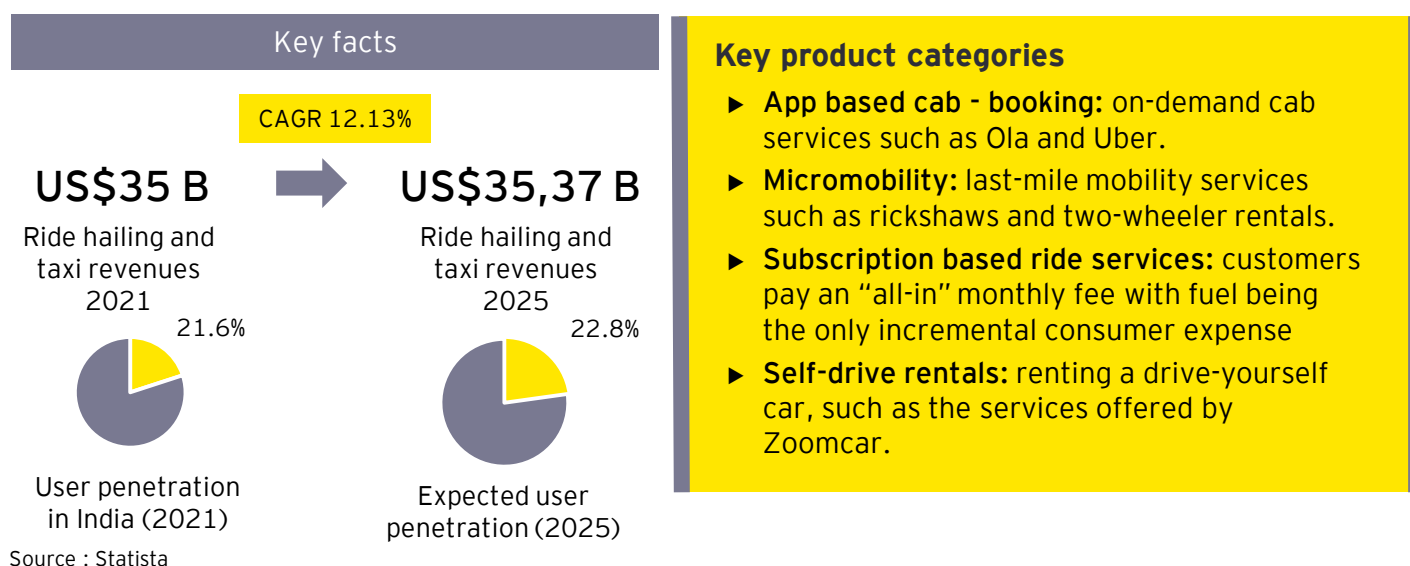 Key facts
CAGR 12.13%
US$35 B
US$35,37 B
Ride hailing and
taxi revenues
2021
Ride hailing and
taxi revenues
2025
21.6%
22.8%
User penetration
in India (2021)
Expected user
penetration (2025)
Source : Statista
Key product categories
► App based cab - booking: on-demand cab
services such as Ola and Uber.
► Micromobility: last-mile mobility services
such as rickshaws and two-wheeler rentals.
► Subscription based ride services: customers
pay an “all-in” monthly fee with fuel being
the only incremental consumer expense
► Self-drive rentals: renting a drive-yourself
car, such as the services offered by
Zoomcar.